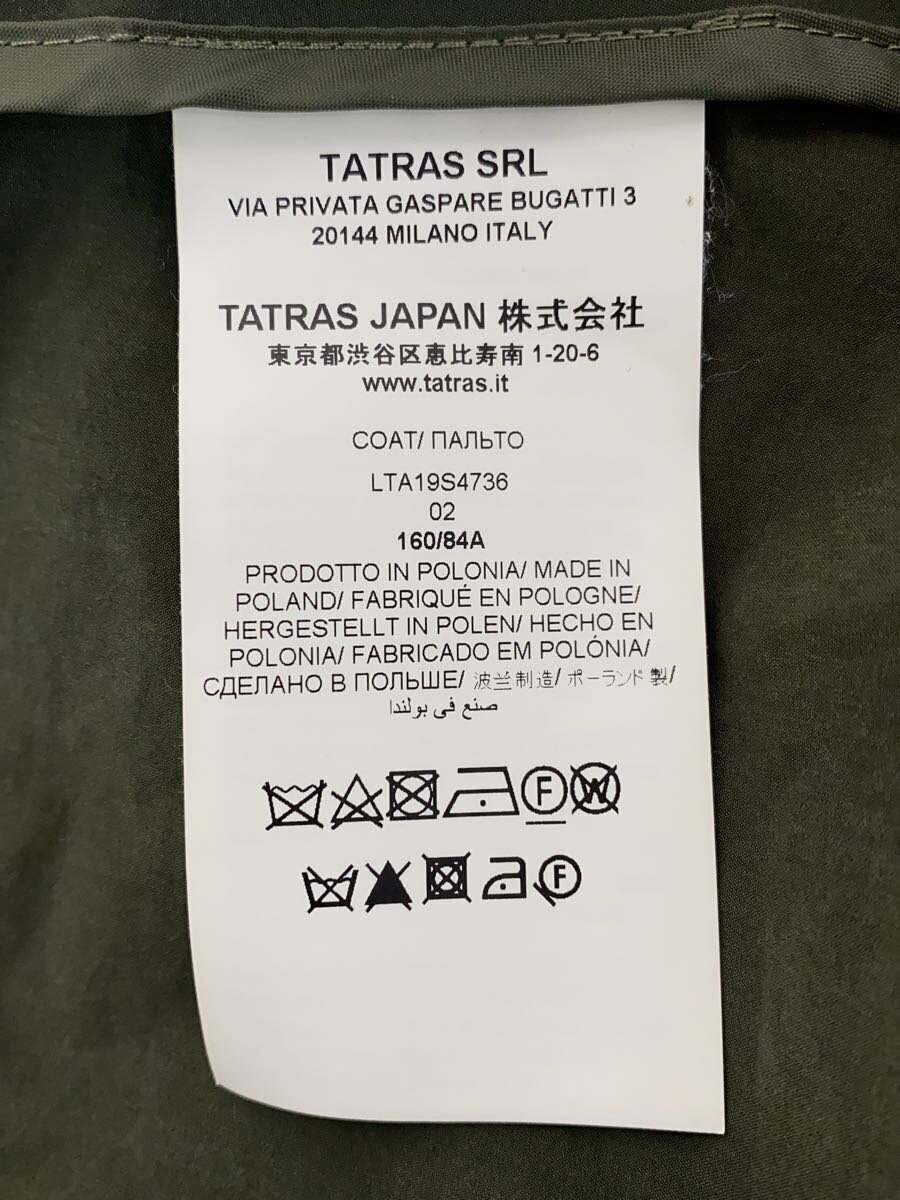 TATRAS SRL
VIA PRIVATA GASPARE BUGATTI 3
20144 MILANO ITALY
TATRAS JAPAN 株式会社
東京都渋谷区恵比寿南 1-20-6
www.tatras.it
COAT/ ПАЛЬТО
LTA19S4736
02
160/84A
PRODOTTO IN POLONIA/ MADE IN
POLAND/ FABRIQUÉ EN POLOGNE/
HERGESTELLT IN POLEN/ HECHO EN
POLONIA/ FABRICADO EM POLÓNIA/
СДЕЛАНО В ПОЛЬШЕ/ 波兰制造/ ポーランド製/
صنع في بولندا
F W
F